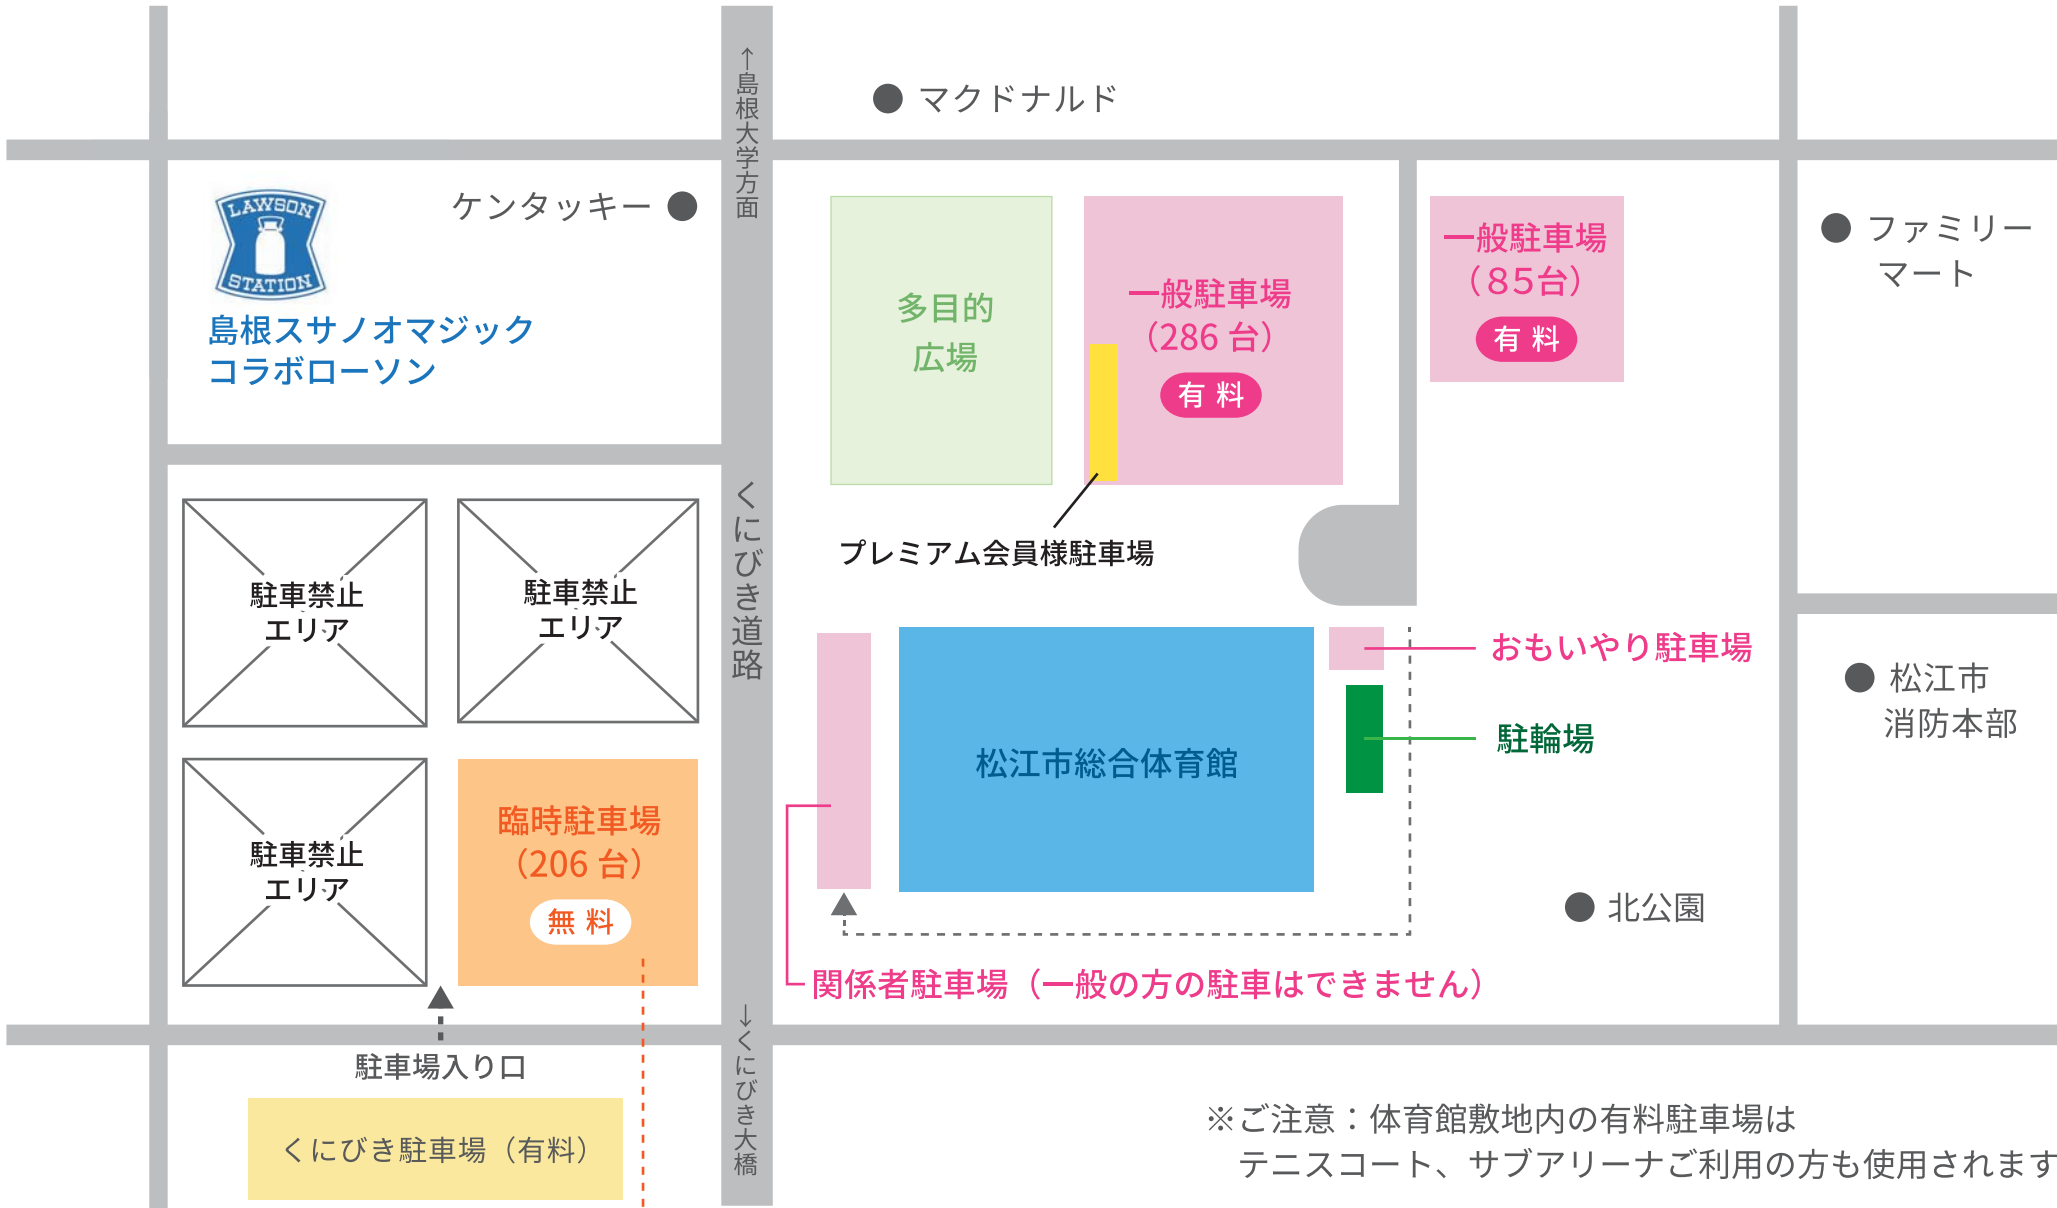 ↑島根大学方面
マクドナルド
LAWSON
STATION
ケンタッキー
島根スサノオマジック
コラボローソン
多目的
広場
一般駐車場
（286 台）
有 料
一般駐車場
（85台）
有 料
ファミリー
マート
プレミアム会員様駐車場
くにびき道路
駐車禁止
エリア
駐車禁止
エリア
おもいやり駐車場
駐輪場
松江市
消防本部
松江市総合体育館
駐車禁止
エリア
臨時駐車場
（206 台）
無 料
北公園
関係者駐車場（一般の方の駐車はできません）
↓くにびき大橋
駐車場入り口
くにびき駐車場（有料）
※ご注意：体育館敷地内の有料駐車場は
テニスコート、サブアリーナご利用の方も使用されます